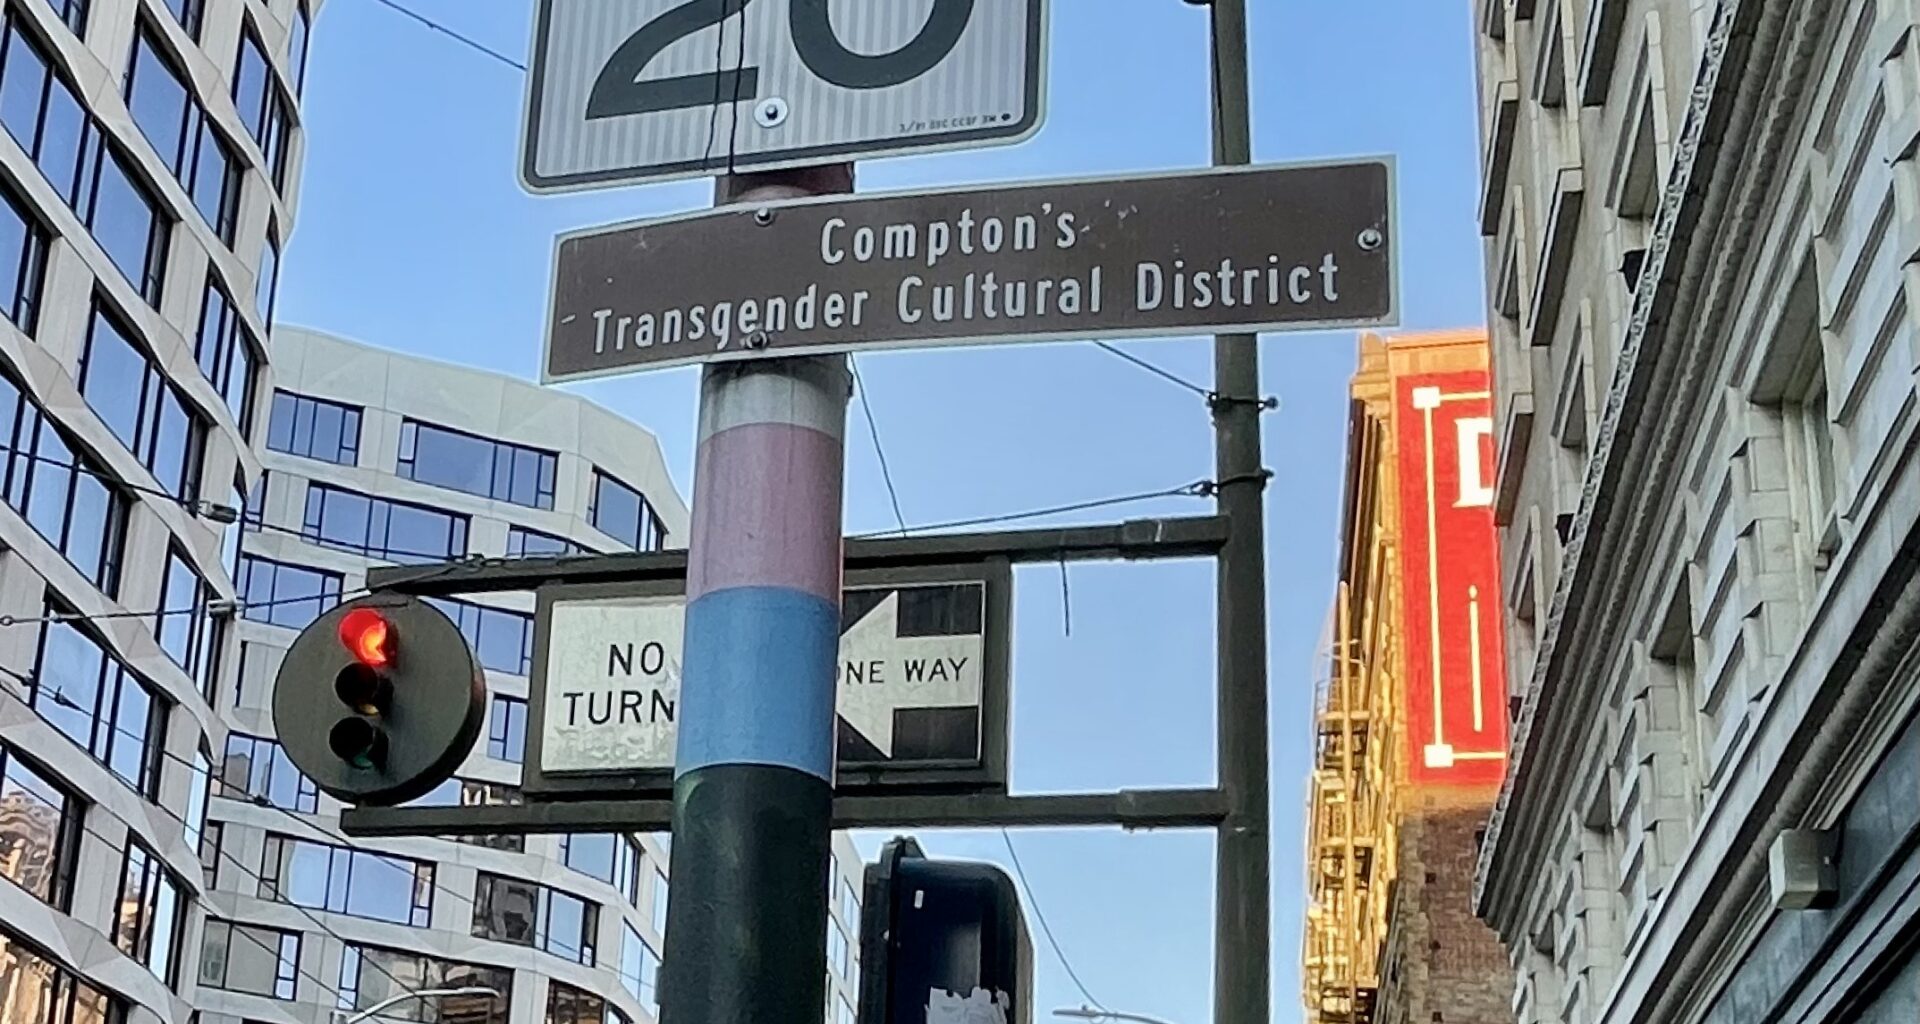 20
Compton's
Transgender Cultural District
NO
TURN
ONE WAY
D